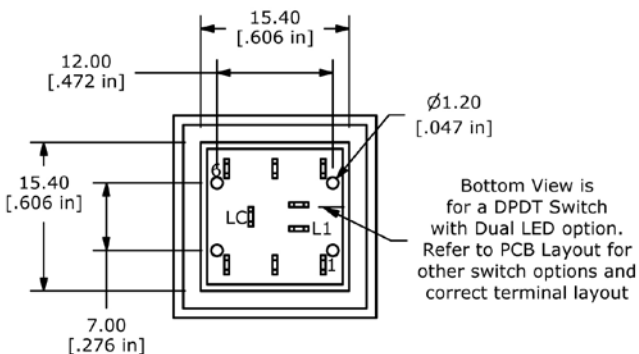 15.40
[.606 in]
12.00
[.472 in]
Ø1.20
[.047 in]
15.40
[.606 in]
6
LC
L1
1
Bottom View is
for a DPDT Switch
with Dual LED option.
Refer to PCB Layout for
other switch options and
correct terminal layout
7.00
[.276 in]